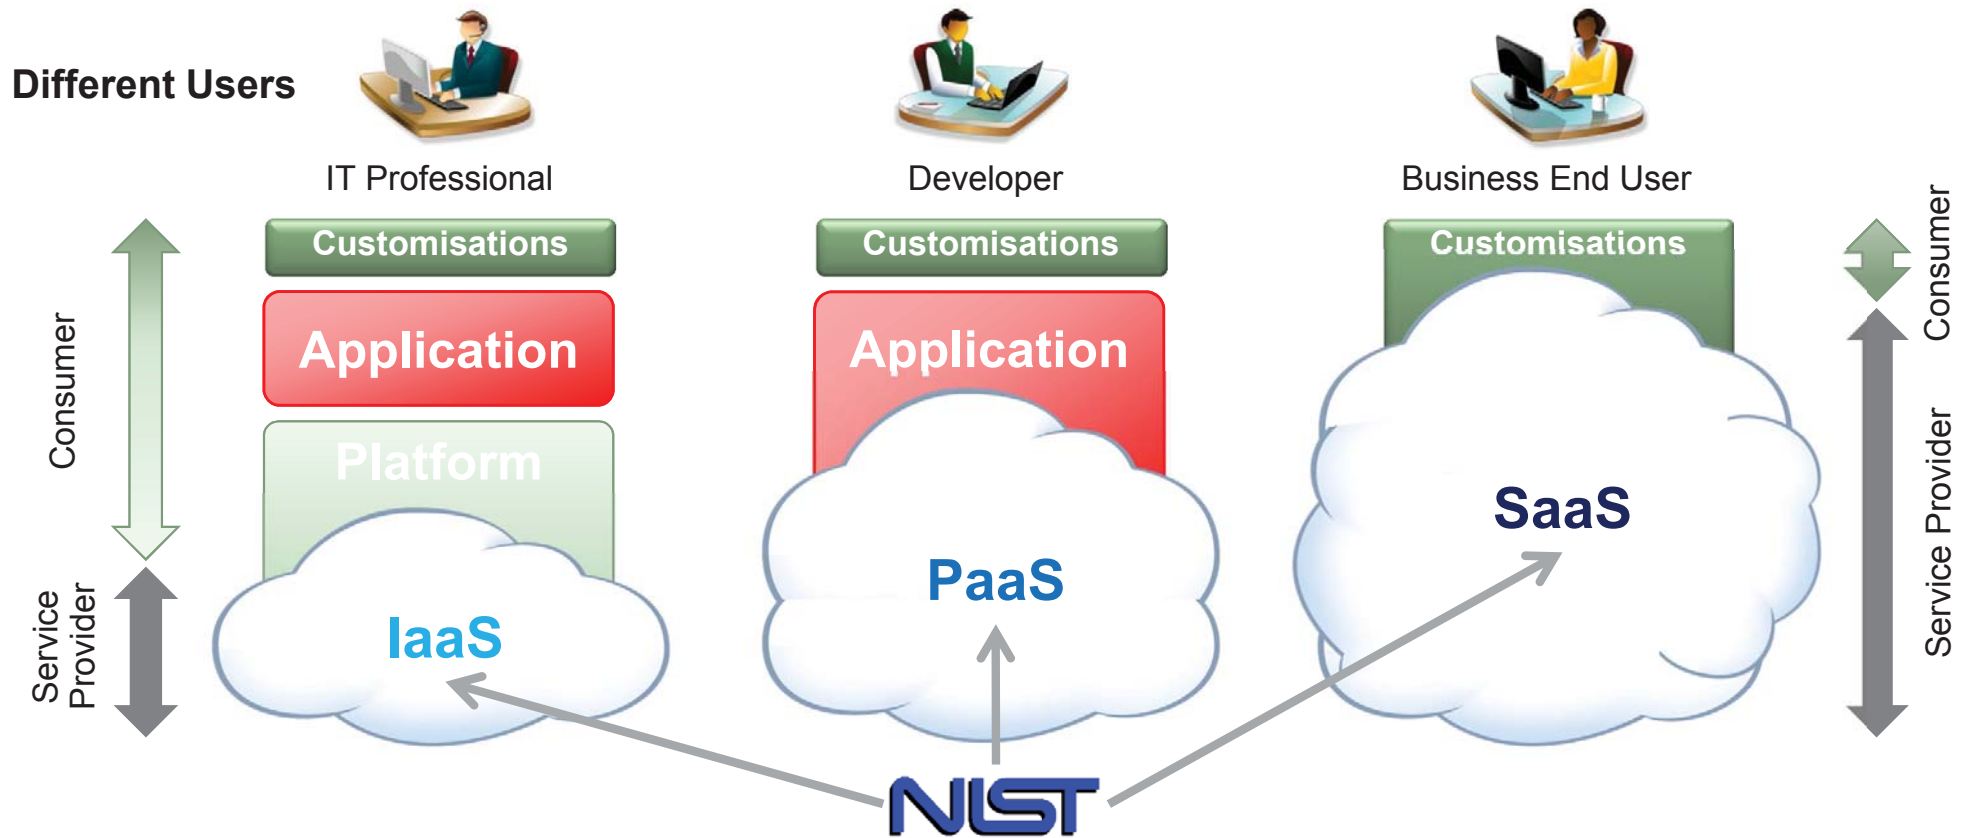 Different Users
IT Professional
Developer
Business End User
Customisations
Application
Platform
IaaS
Customisations
Application
PaaS
Customisations
SaaS
Consumer
Service
Provider
Consumer
Service Provider
NIST